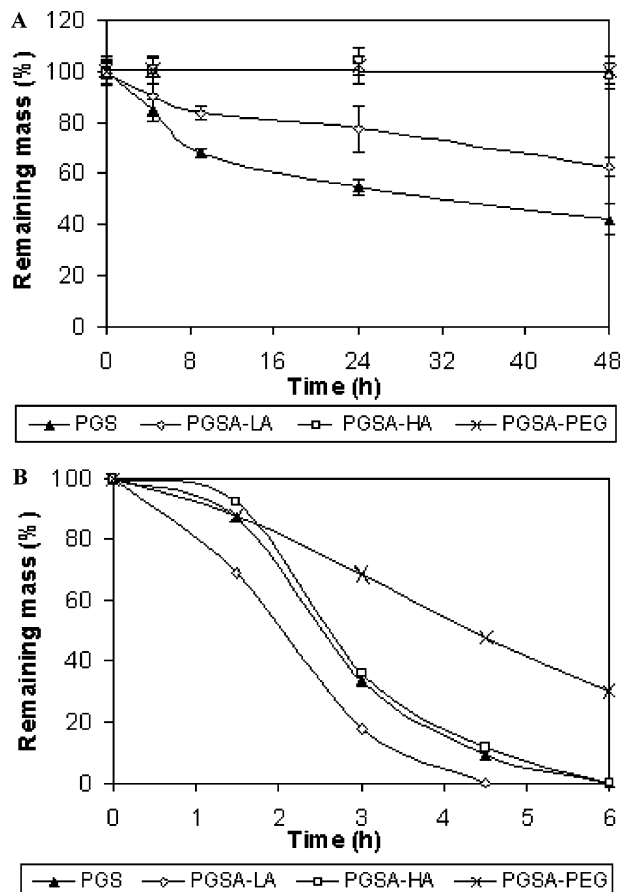 A
Remaining mass (%)
120
100
80
60
40
20
0
0 8 16 24 32 40 48
Time (h)
PGS PGSA-LA PGSA-HA PGSA-PEG
B
Remaining mass (%)
100
80
60
40
20
0
0 1 2 3 4 5 6
Time (h)
PGS PGSA-LA PGSA-HA PGSA-PEG